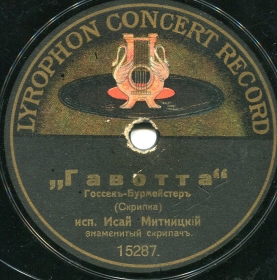 LYROPHON CONCERT RECORD
„Гавотта“
Госсекъ-Бурмейстеръ
(Скрипка)
исп. Исай Митницкій
знаменитый скрипачъ.
15287.